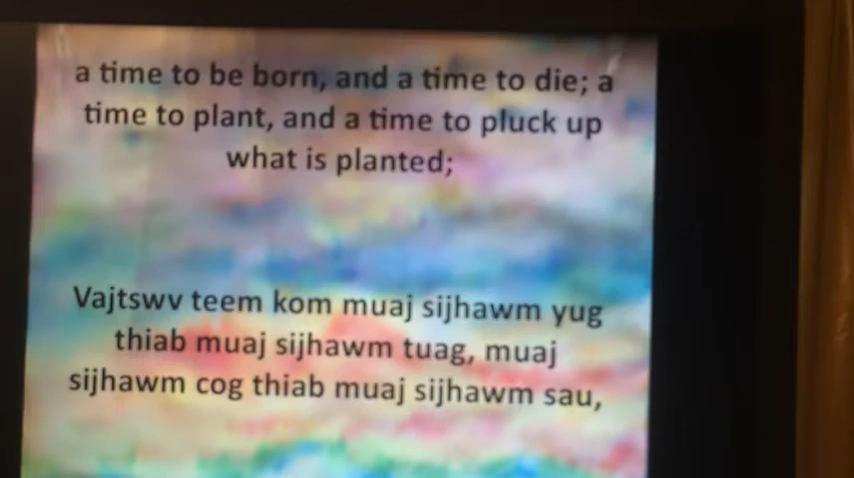 a time to be born, and a time to die; a
time to plant, and a time to pluck up
what is planted;
Vajtswv teem kom muaj sijhawm yug
thiab muaj sijhawm tuag, muaj
sijhawm cog thiab muaj sijhawm sau,